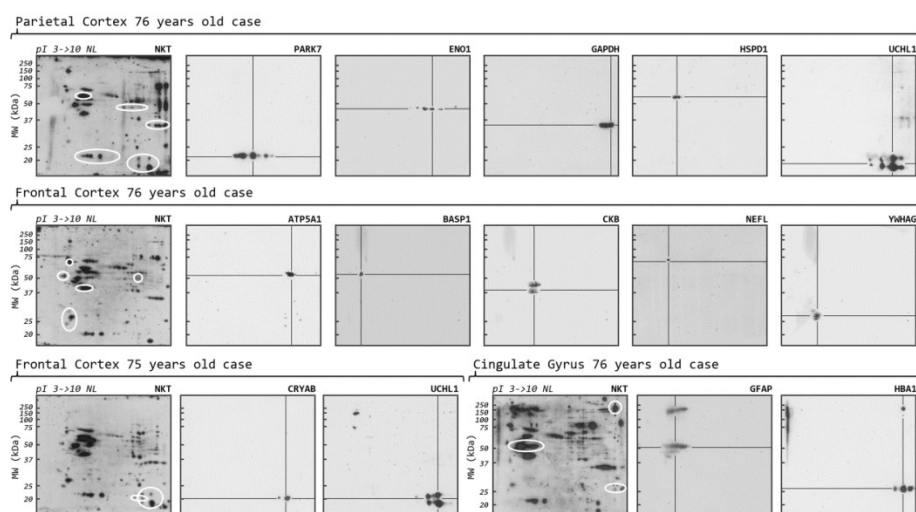 Parietal Cortex 76 years old case
pI 3->10 NL NKT PARK7 ENO1 GAPDH HSPD1 UCHL1
MW (kDa)
250
150
100
75
50
37
25
20
Frontal Cortex 76 years old case
pI 3->10 NL NKT ATP5A1 BASP1 CKB NEFL YWHAG
MW (kDa)
250
150
100
75
50
37
25
20
Frontal Cortex 75 years old case
pI 3->10 NL NKT CRYAB UCHL1
MW (kDa)
250
150
100
75
50
37
25
20
Cingulate Gyrus 76 years old case
pI 3->10 NL NKT GFAP HBA1
MW (kDa)
250
150
100
75
50
37
25
20